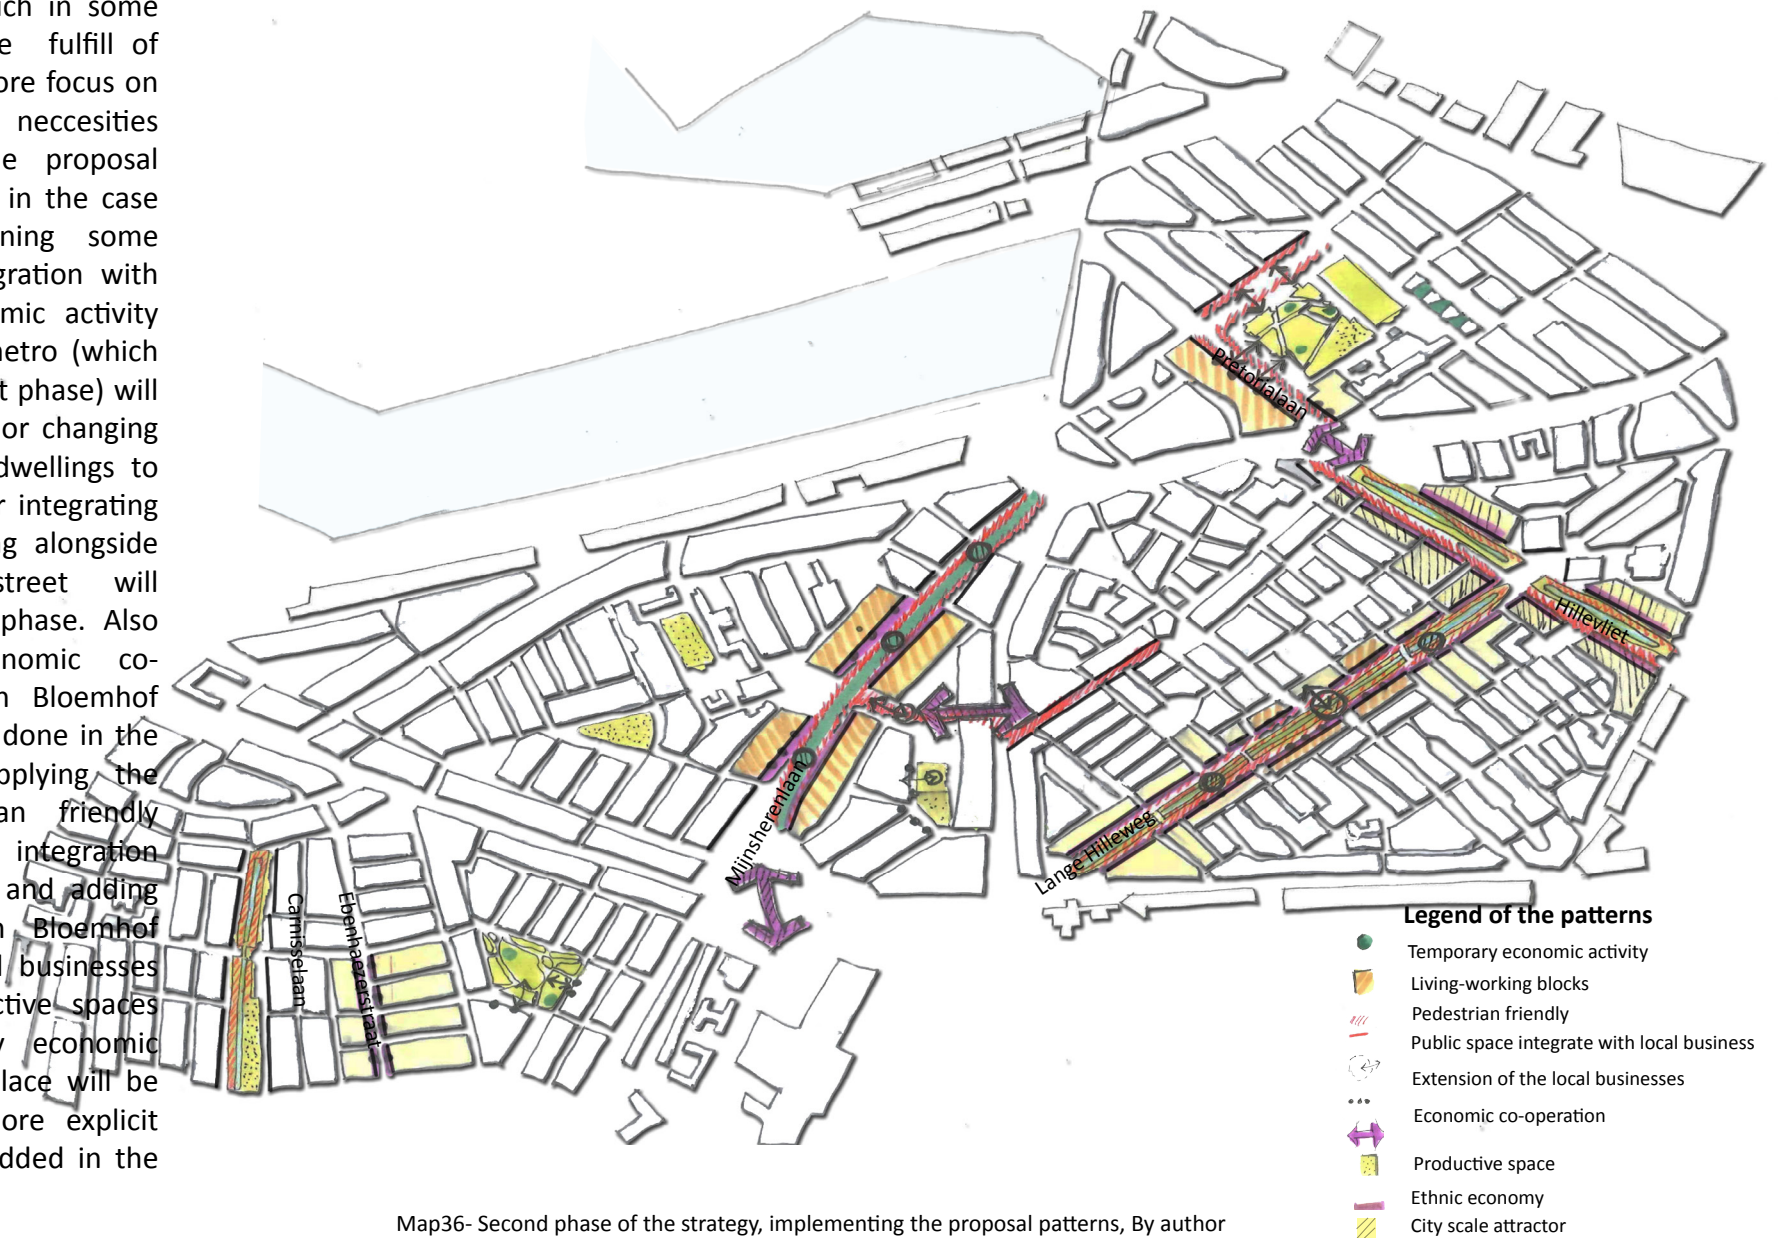 ich in some
e fulfill of
ore focus on
neccesities
e proposal
in the case
ning some
gration with
mic activity
netro (which
t phase) will
or changing
dwellings to
r integrating
g alongside
street will
phase. Also
nomic co-
n Bloemhof
done in the
pplying the
an friendly
integration
and adding
n Bloemhof
l businesses
ctive spaces
y economic
lace will be
ore explicit
dded in the
Pretorialaan
Hillevliet
Mijnsherenlaan
Lange Hilleweg
Carnisselaan
Ebenhaezerstraat
Legend of the patterns
Temporary economic activity
Living-working blocks
Pedestrian friendly
Public space integrate with local business
Extension of the local businesses
Economic co-operation
Productive space
Ethnic economy
City scale attractor
Map36- Second phase of the strategy, implementing the proposal patterns, By author